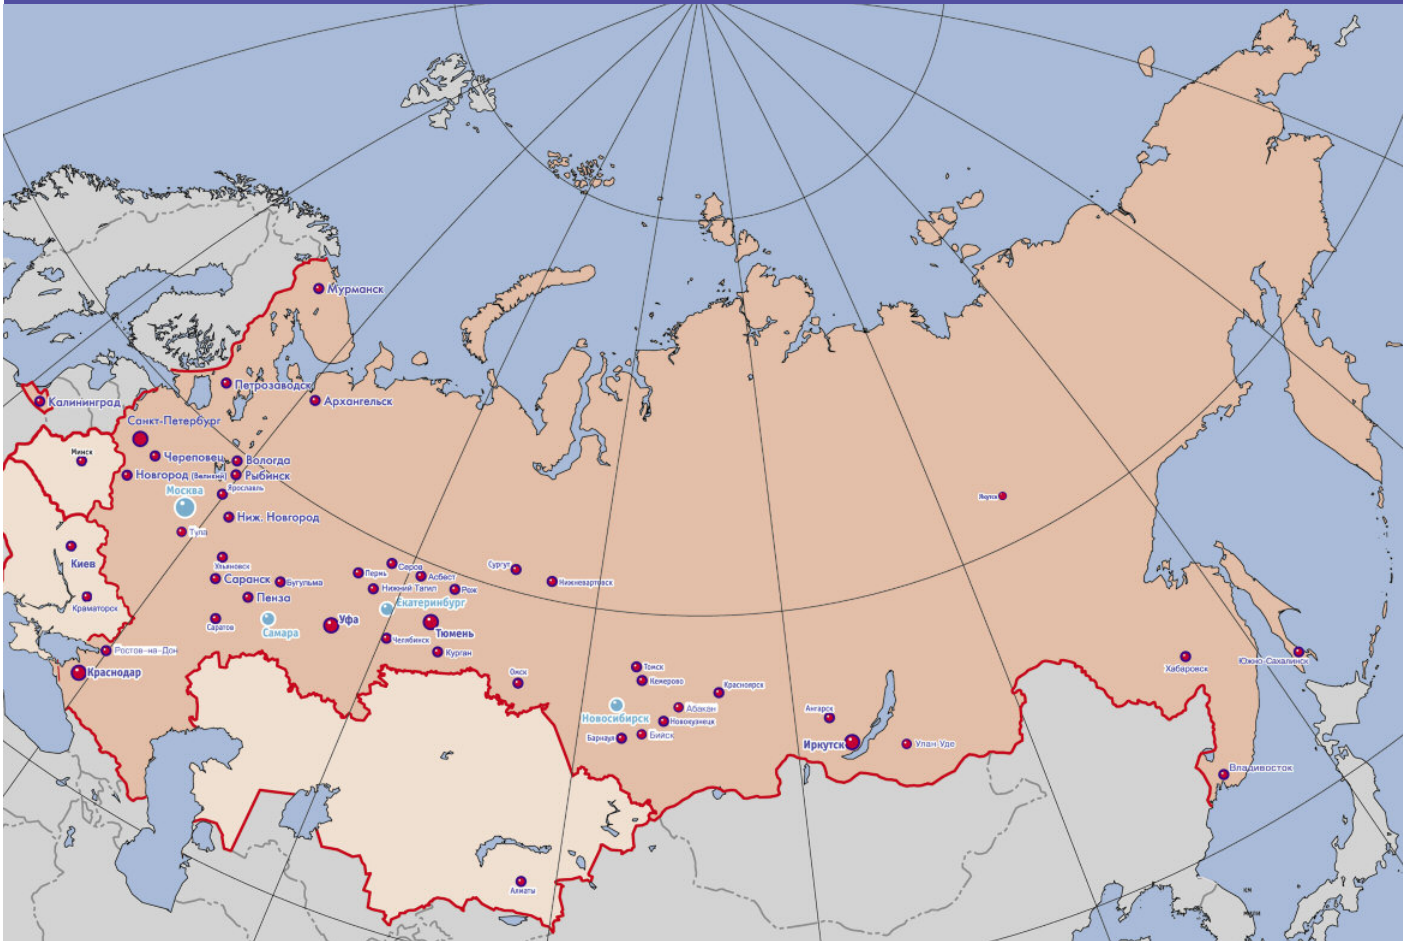 Мурманск
Петрозаводск
Архангельск
Калининград
Санкт-Петербург
Минск
Череповец
Вологда
Новгород (Великий)
Рыбинск
Москва
Ярославль
Якутск
Ниж. Новгород
Тула
Киев
Ульяновск
Саранск
Бугульма
Пермь
Серов
Асбест
Сургут
Нижневартовск
Нижний Тагил
Реж
Краматорск
Пенза
Екатеринбург
Саратов
Самара
Уфа
Тюмень
Челябинск
Курган
Ростов-на-Дон
Краснодар
Омск
Томск
Кемерово
Красноярск
Хабаровск
Южно-Сахалинск
Абакан
Новосибирск
Новокузнецк
Ангарск
Барнаул
Бийск
Иркутск
Улан Уде
Владивосток
Алматы